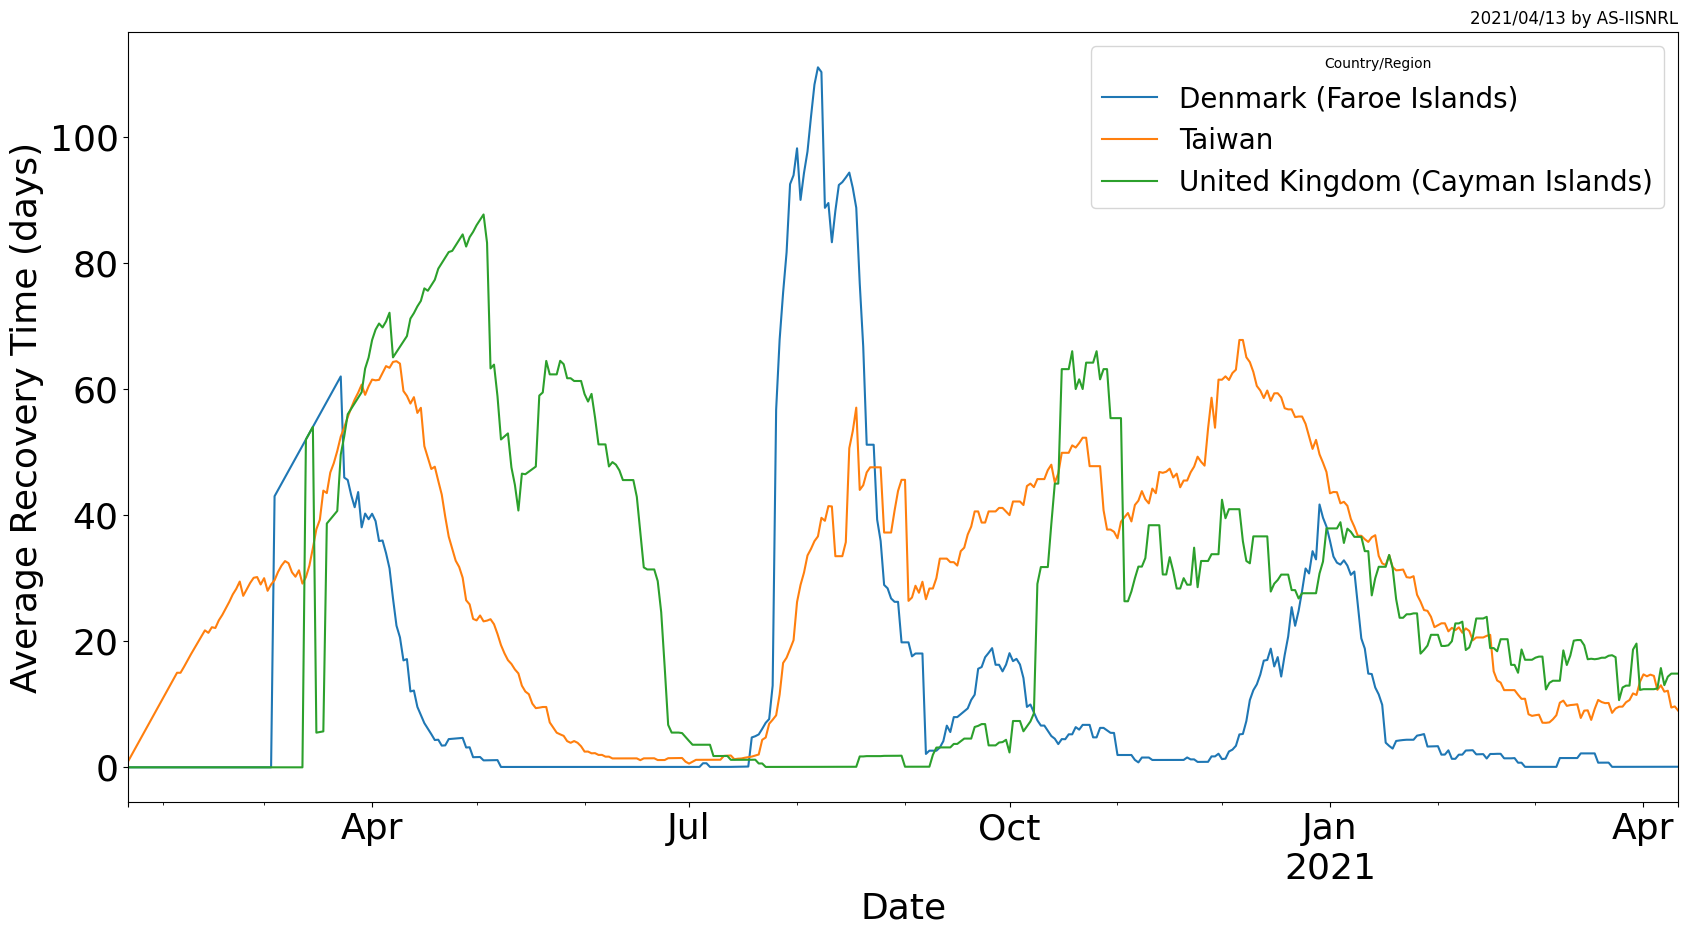 2021/04/13 by AS-IISNRL
Country/Region
Denmark (Faroe Islands)
Taiwan
United Kingdom (Cayman Islands)
Average Recovery Time (days)
100
80
60
40
20
0
Apr
Jul
Oct
Jan
2021
Apr
Date